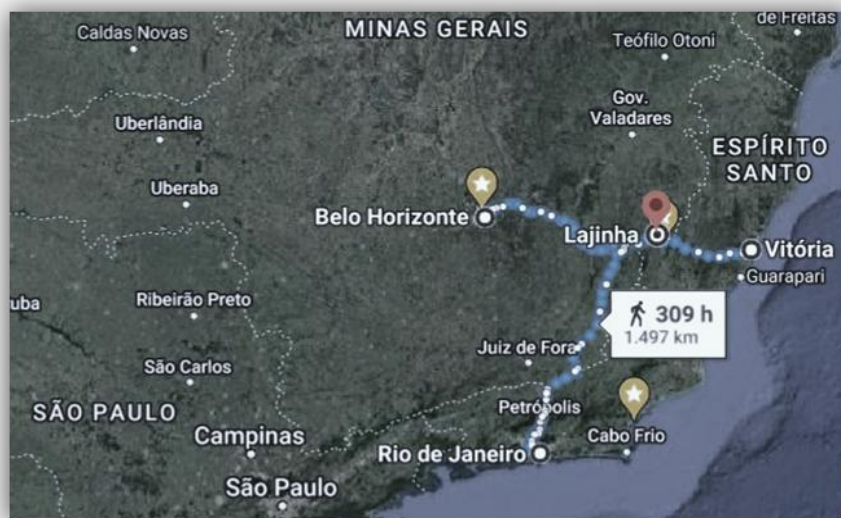 Caldas Novas
MINAS GERAIS
de Freitas
Teófilo Otoni
Uberlândia
Gov.
Valadares
ESPÍRITO
SANTO
Uberaba
Belo Horizonte
Lajinha
Vitória
Guarapari
uba
Ribeirão Preto
309 h
1.497 km
Juiz de Fora
São Carlos
SÃO PAULO
Petrópolis
Campinas
Cabo Frio
Rio de Janeiro
São Paulo